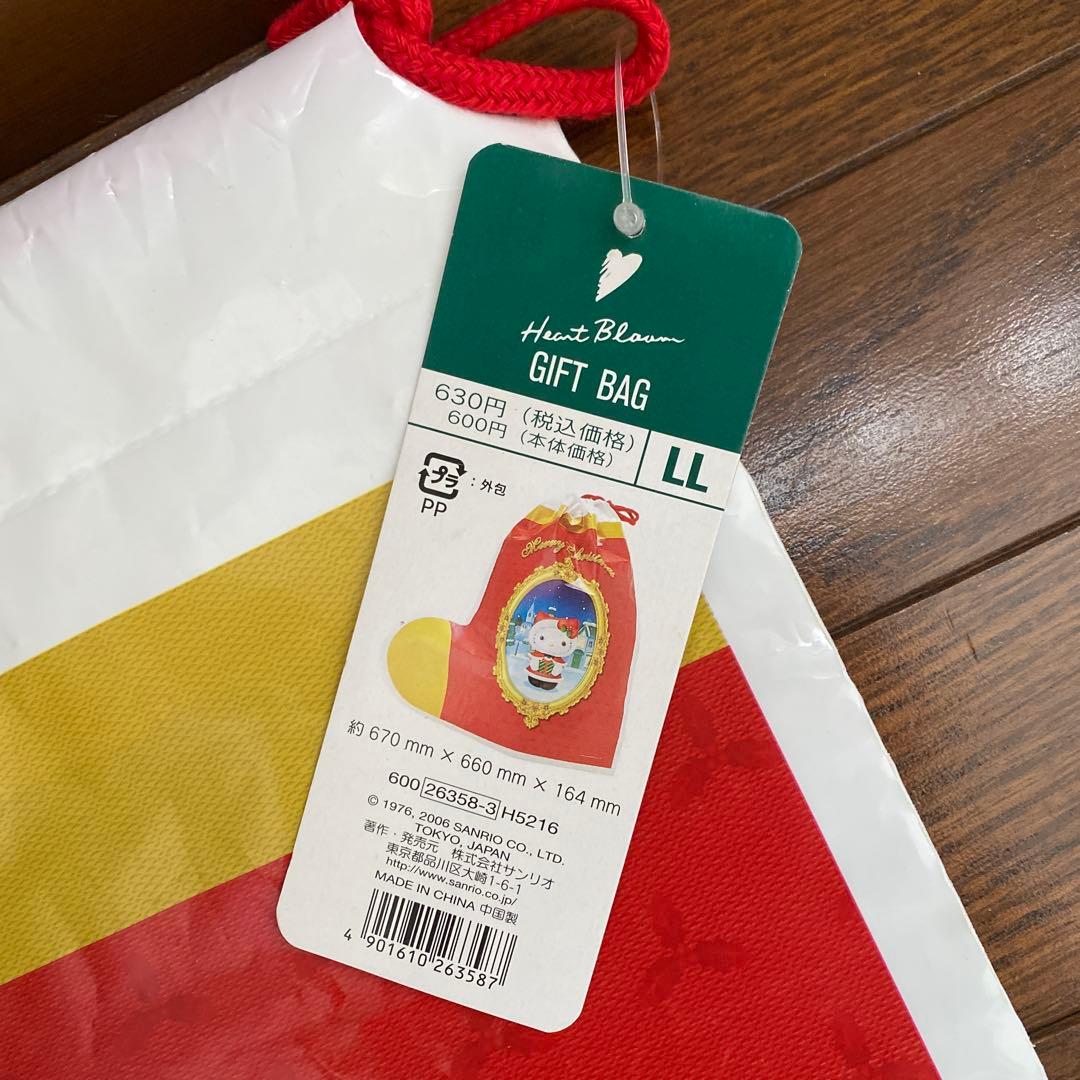 Heart Bloom
GIFT BAG
630円 (税込価格)
600円 (本体価格)
LL
プラ : 外包
PP
Merry Christmas
約 670 mm × 660 mm × 164 mm
600 26358-3 H5216
© 1976, 2006 SANRIO CO., LTD.
TOKYO, JAPAN
著作・発売元 株式会社サンリオ
東京都品川区大崎1-6-1
http://www.sanrio.co.jp/
MADE IN CHINA 中国製
4 901610 263587